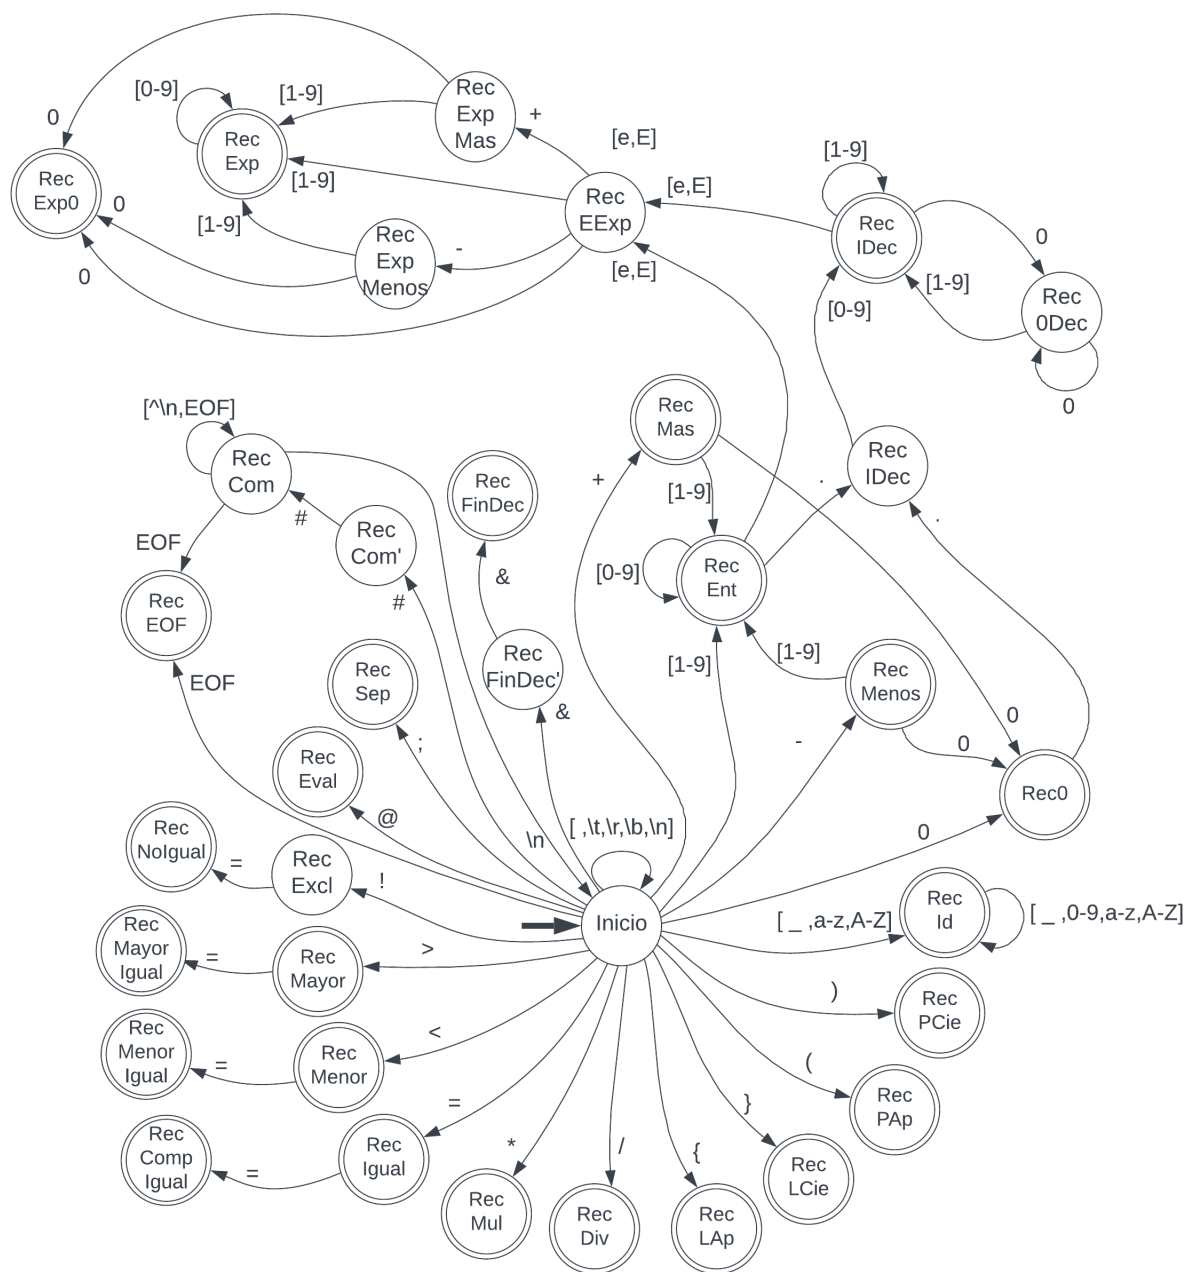 [0-9]
[1-9]
Rec
Exp
Mas
+
[e,E]
0
Rec
Exp
[1-9]
Rec
Exp0
0
[1-9]
Rec
Exp
Menos
-
0
Rec
EExp
[e,E]
[e,E]
[1-9]
Rec
IDec
0
[1-9]
[0-9]
Rec
0Dec
0
[^\n,EOF]
Rec
Com
#
Rec
Com'
#
EOF
Rec
EOF
EOF
Rec
FinDec
&
Rec
FinDec'
&
Rec
Sep
;
Rec
Eval
@
\n
[ ,\t,\r,\b,\n]
+
Rec
Mas
[1-9]
[0-9]
Rec
Ent
.
Rec
IDec
.
[1-9]
[1-9]
Rec
Menos
-
0
0
Rec0
0
Rec
NoIgual
=
Rec
Excl
!
Inicio
[ _ ,a-z,A-Z]
Rec
Id
[ _ ,0-9,a-z,A-Z]
Rec
Mayor
Igual
=
Rec
Mayor
>
)
Rec
PCie
Rec
Menor
Igual
=
Rec
Menor
<
(
Rec
PAp
Rec
Comp
Igual
=
Rec
Igual
=
*
Rec
Mul
/
Rec
Div
{
Rec
LAp
}
Rec
LCie